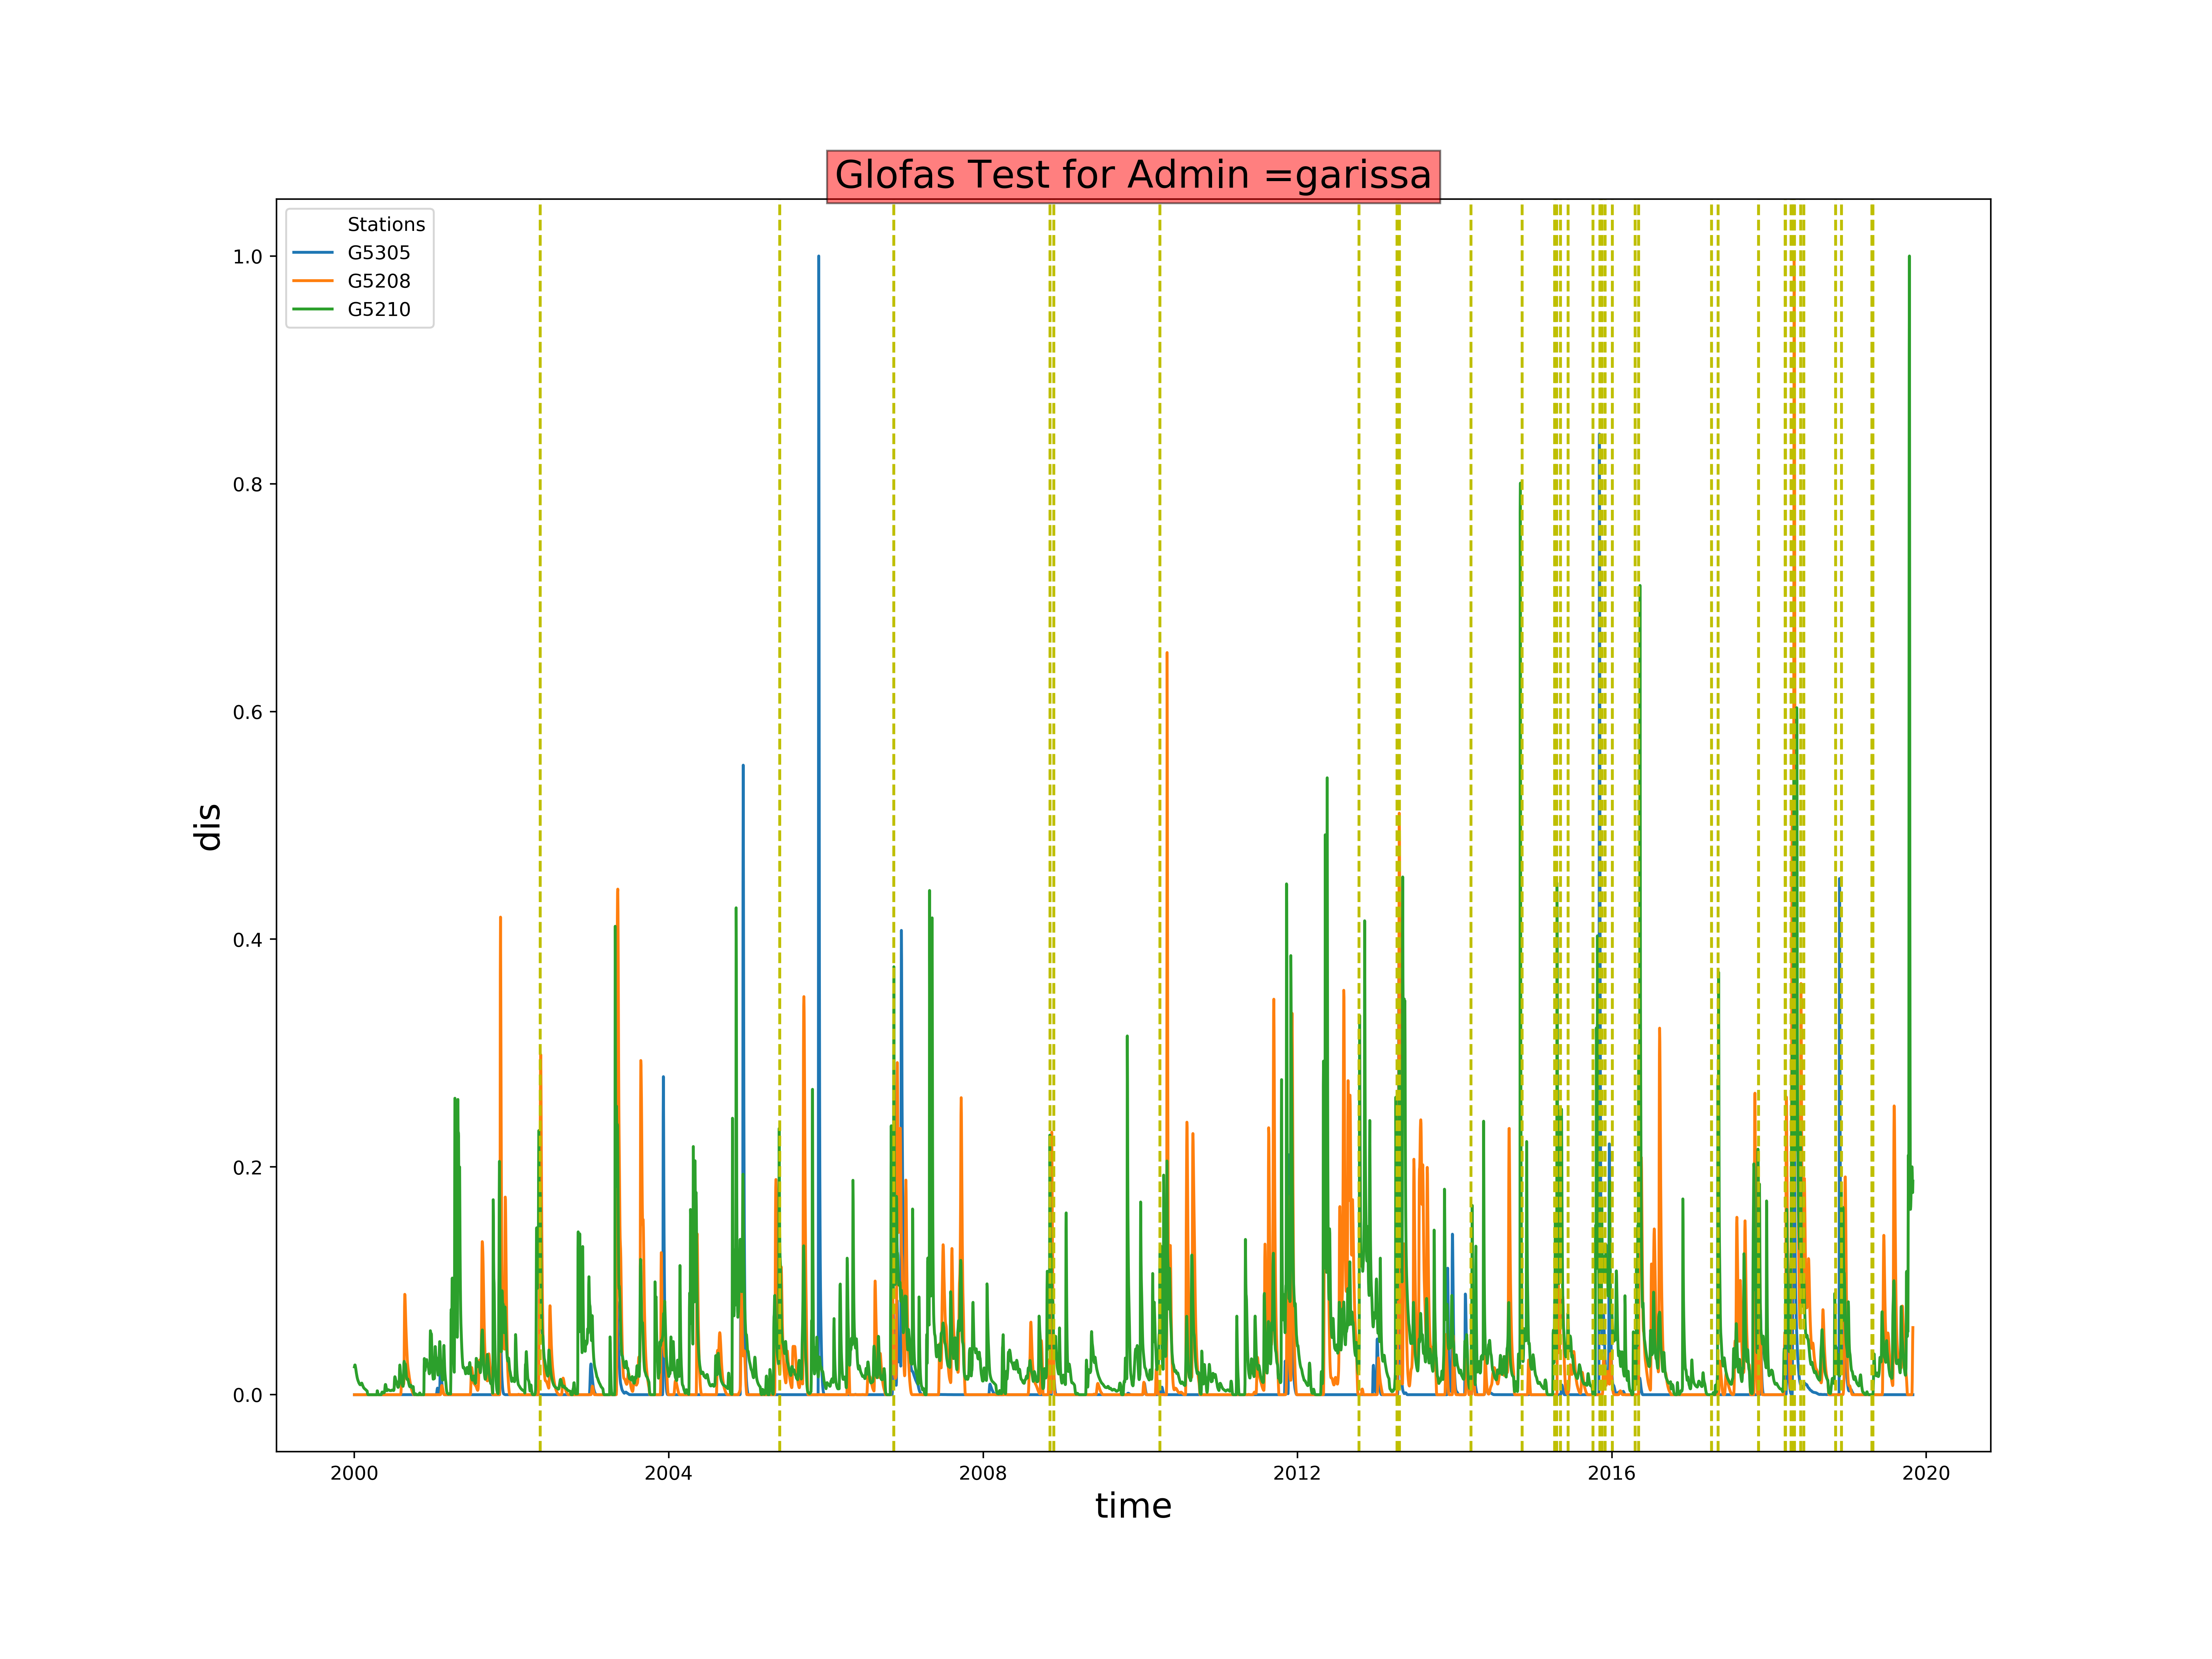 Glofas Test for Admin =garissa
Stations
G5305
G5208
G5210
1.0
0.8
0.6
0.4
0.2
0.0
dis
2000
2004
2008
2012
2016
2020
time